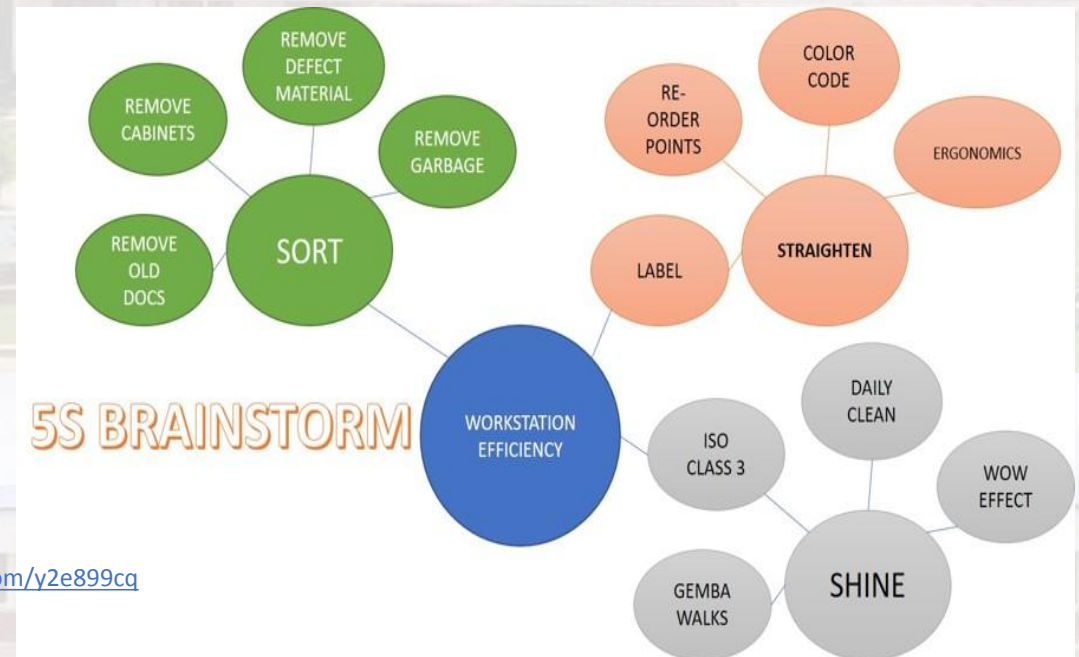 REMOVE
DEFECT
MATERIAL
REMOVE
CABINETS
REMOVE
GARBAGE
REMOVE
OLD
DOCS
SORT
COLOR
CODE
RE-
ORDER
POINTS
ERGONOMICS
LABEL
STRAIGHTEN
5S BRAINSTORM
WORKSTATION
EFFICIENCY
DAILY
CLEAN
ISO
CLASS 3
WOW
EFFECT
GEMBA
WALKS
SHINE
om/y2e899cq